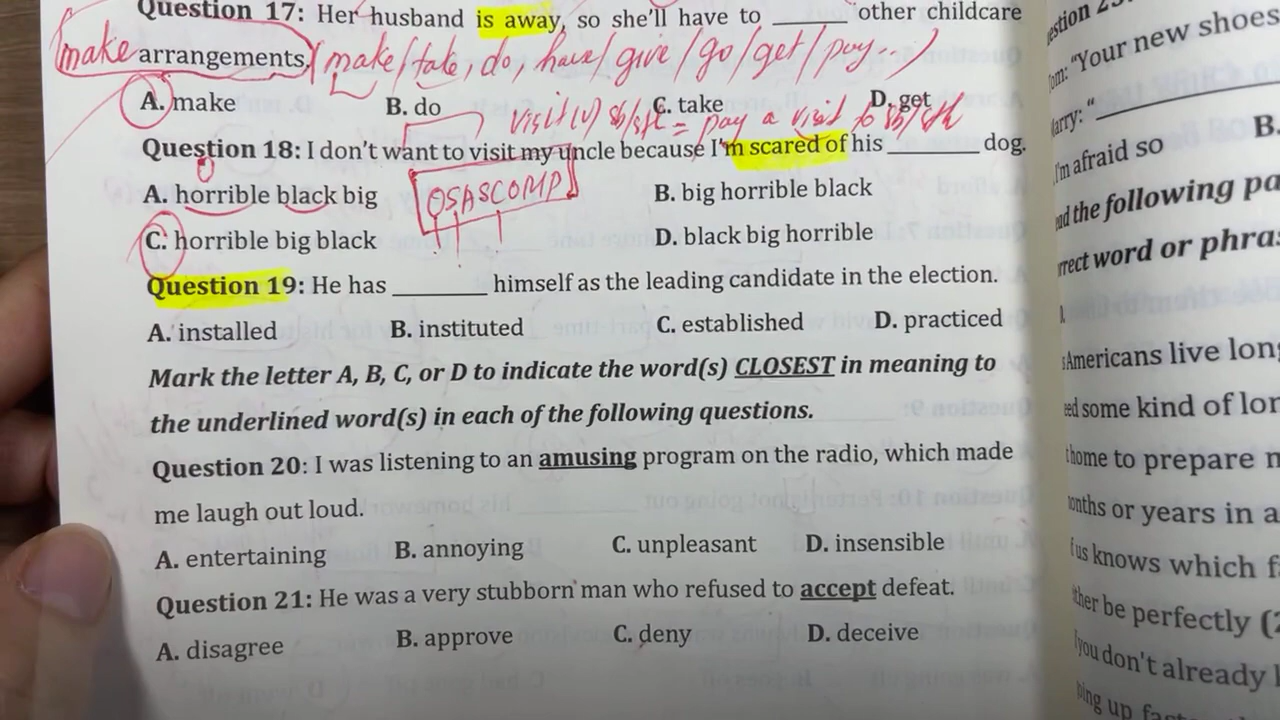 Question 17: Her husband is away, so she'll have to ______ other childcare
make arrangements. (make/take, do, have/give/go/get/pay...)
A. make B. do C. take D. get
visit (v) sb/sth = pay a visit to sb/sth
Question 18: I don't want to visit my uncle because I'm scared of his ________ dog.
A. horrible black big B. big horrible black
OSASCOMP
C. horrible big black D. black big horrible
Question 19: He has ________ himself as the leading candidate in the election.
A. installed B. instituted C. established D. practiced
Mark the letter A, B, C, or D to indicate the word(s) CLOSEST in meaning to
the underlined word(s) in each of the following questions.
Question 20: I was listening to an amusing program on the radio, which made
me laugh out loud.
A. entertaining B. annoying C. unpleasant D. insensible
Question 21: He was a very stubborn man who refused to accept defeat.
A. disagree B. approve C. deny D. deceive
"Your new shoes
"
B.
I'm afraid so
the following pa
word or phra
Americans live lon
some kind of lor
home to prepare
or years in a
us knows which
be perfectly (2
you don't already
up